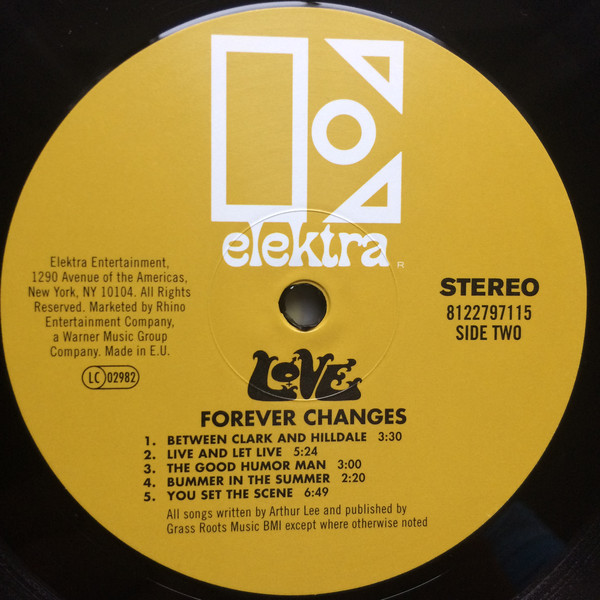 elektra
R
Elektra Entertainment,
1290 Avenue of the Americas,
New York, NY 10104. All Rights
Reserved. Marketed by Rhino
Entertainment Company,
a Warner Music Group
Company. Made in E.U.
LC 02982
STEREO
8122797115
SIDE TWO
LOVE
FOREVER CHANGES
1. BETWEEN CLARK AND HILLDALE 3:30
2. LIVE AND LET LIVE 5:24
3. THE GOOD HUMOR MAN 3:00
4. BUMMER IN THE SUMMER 2:20
5. YOU SET THE SCENE 6:49
All songs written by Arthur Lee and published by
Grass Roots Music BMI except where otherwise noted